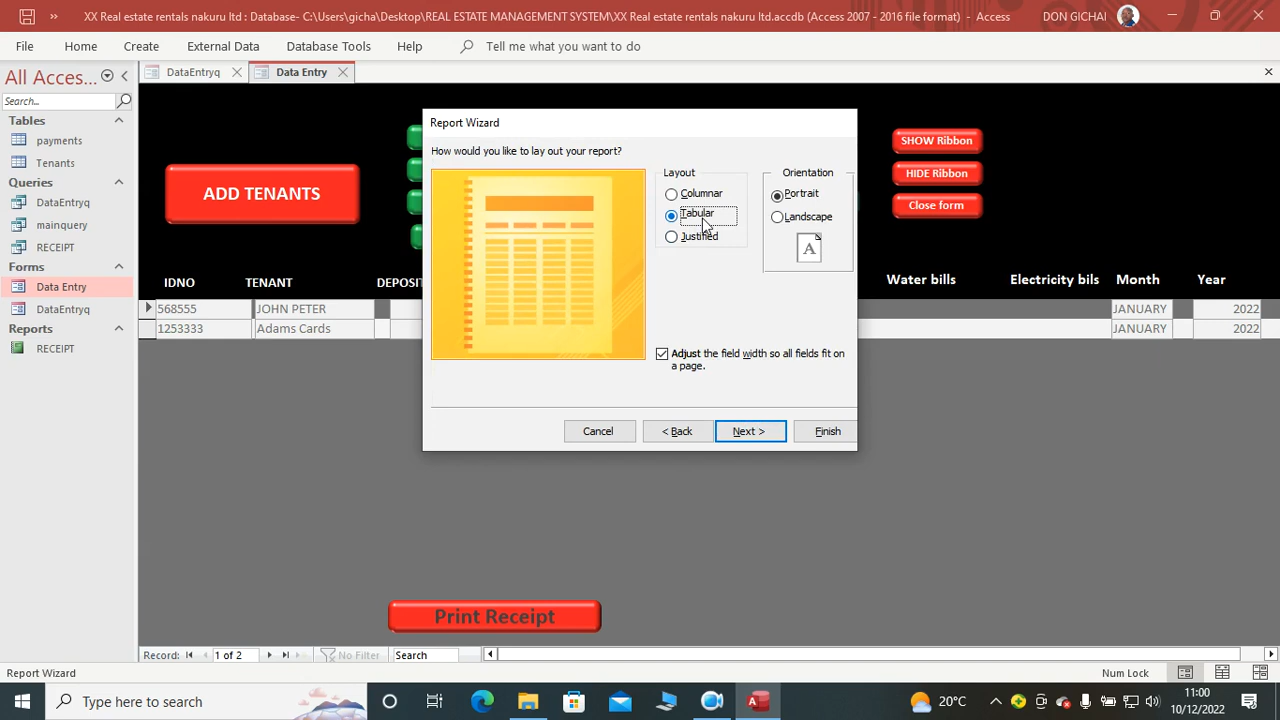 XX Real estate rentals nakuru ltd : Database- C:\Users\gicha\Desktop\REAL ESTATE MANAGEMENT SYSTEM\XX Real estate rentals nakuru ltd.accdb (Access 2007 - 2016 file format) - Access
DON GICHAI
File Home Create External Data Database Tools Help Tell me what you want to do
All Acces...
DataEntryq
Data Entry
Search...
Tables
payments
Tenants
Queries
DataEntryq
mainquery
RECEIPT
Forms
Data Entry
DataEntryq
Reports
RECEIPT
ADD TENANTS
SHOW Ribbon
HIDE Ribbon
Close form
IDNO TENANT DEPOSI Water bills Electricity bils Month Year
568555 JOHN PETER JANUARY 2022
1253333 Adams Cards JANUARY 2022
Report Wizard
How would you like to lay out your report?
Layout
Columnar
Tabular
Justified
Orientation
Portrait
Landscape
A
Adjust the field width so all fields fit on
a page.
Cancel < Back Next > Finish
Print Receipt
Record: 1 of 2 No Filter Search
Report Wizard
Num Lock
Type here to search
20°C
11:00
10/12/2022